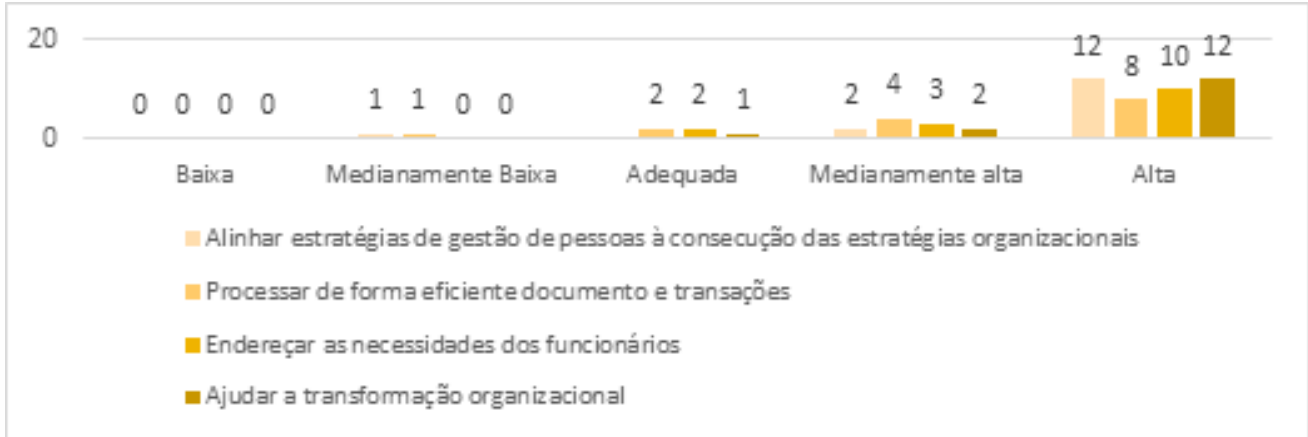 20
12 8 10 12
0 0 0 0 1 1 0 0 2 2 1 2 4 3 2
0
Baixa Medianamente Baixa Adequada Medianamente alta Alta
Alinhar estratégias de gestão de pessoas à consecução das estratégias organizacionais
Processar de forma eficiente documento e transações
Endereçar as necessidades dos funcionários
Ajudar a transformação organizacional